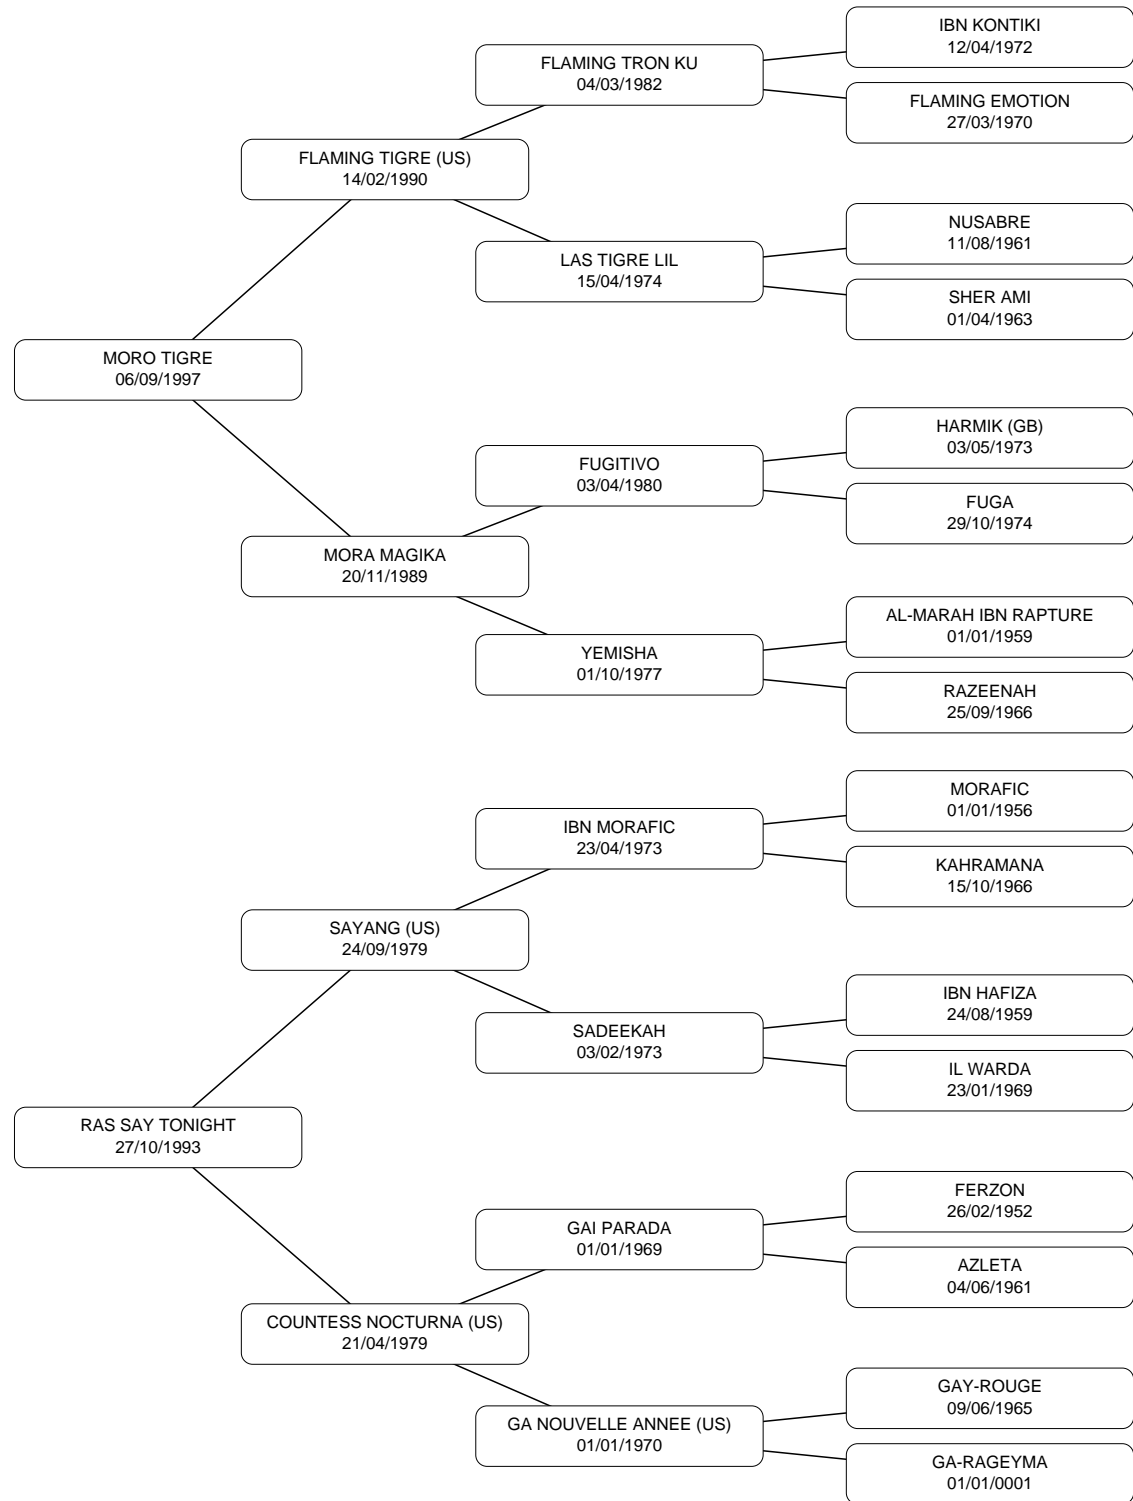 IBN KONTIKI
12/04/1972
FLAMING TRON KU
04/03/1982
FLAMING EMOTION
27/03/1970
FLAMING TIGRE (US)
14/02/1990
NUSABRE
11/08/1961
LAS TIGRE LIL
15/04/1974
SHER AMI
01/04/1963
MORO TIGRE
06/09/1997
HARMIK (GB)
03/05/1973
FUGITIVO
03/04/1980
FUGA
29/10/1974
MORA MAGIKA
20/11/1989
AL-MARAH IBN RAPTURE
01/01/1959
YEMISHA
01/10/1977
RAZEENAH
25/09/1966
MORAFIC
01/01/1956
IBN MORAFIC
23/04/1973
KAHRAMANA
15/10/1966
SAYANG (US)
24/09/1979
IBN HAFIZA
24/08/1959
SADEEKAH
03/02/1973
IL WARDA
23/01/1969
RAS SAY TONIGHT
27/10/1993
FERZON
26/02/1952
GAI PARADA
01/01/1969
AZLETA
04/06/1961
COUNTESS NOCTURNA (US)
21/04/1979
GAY-ROUGE
09/06/1965
GA NOUVELLE ANNEE (US)
01/01/1970
GA-RAGEYMA
01/01/0001